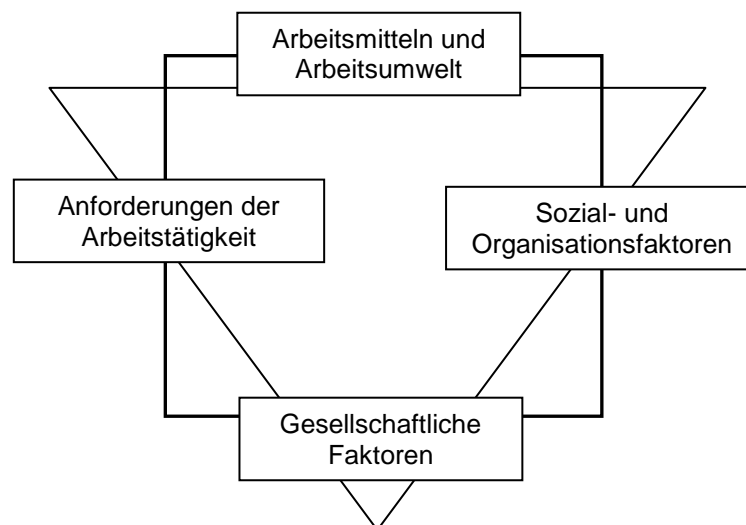 Arbeitsmitteln und
Arbeitsumwelt
Anforderungen der
Arbeitstätigkeit
Sozial- und
Organisationsfaktoren
Gesellschaftliche
Faktoren